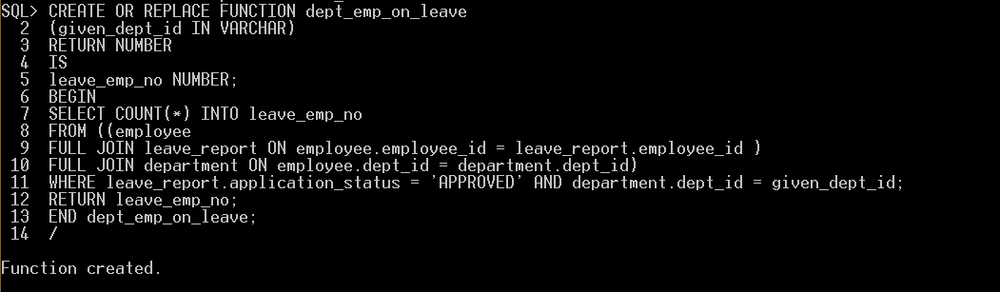 SQL> CREATE OR REPLACE FUNCTION dept_emp_on_leave
2 (given_dept_id IN VARCHAR)
3 RETURN NUMBER
4 IS
5 leave_emp_no NUMBER;
6 BEGIN
7 SELECT COUNT(*) INTO leave_emp_no
8 FROM ((employee
9 FULL JOIN leave_report ON employee.employee_id = leave_report.employee_id )
10 FULL JOIN department ON employee.dept_id = department.dept_id)
11 WHERE leave_report.application_status = 'APPROVED' AND department.dept_id = given_dept_id;
12 RETURN leave_emp_no;
13 END dept_emp_on_leave;
14 /
Function created.